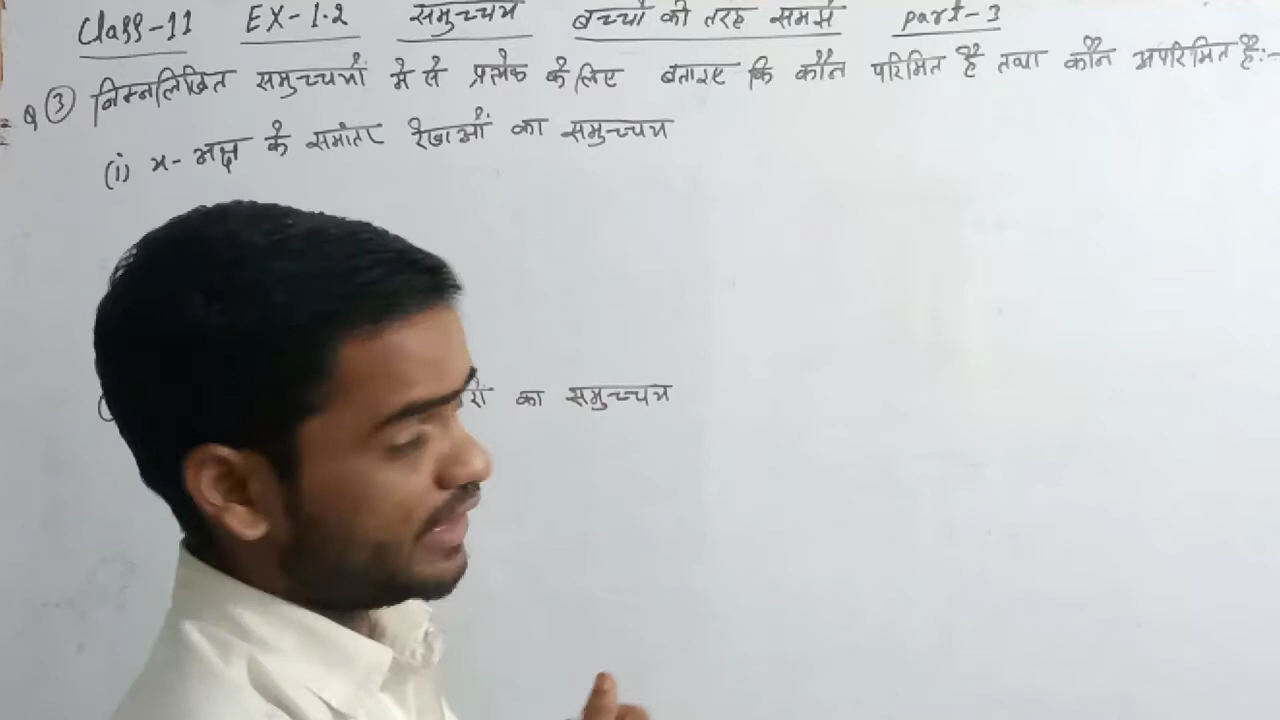 Class-11 EX-1.2 समुच्चय बच्चों की तरह समझें part-3
Q ③ निम्नलिखित समुच्चयों में से प्रत्येक के लिए बताइए कि कौन परिमित है तथा कौन अपरिमित है:-
(i) x-अक्ष के समांतर रेखाओं का समुच्चय
का समुच्चय